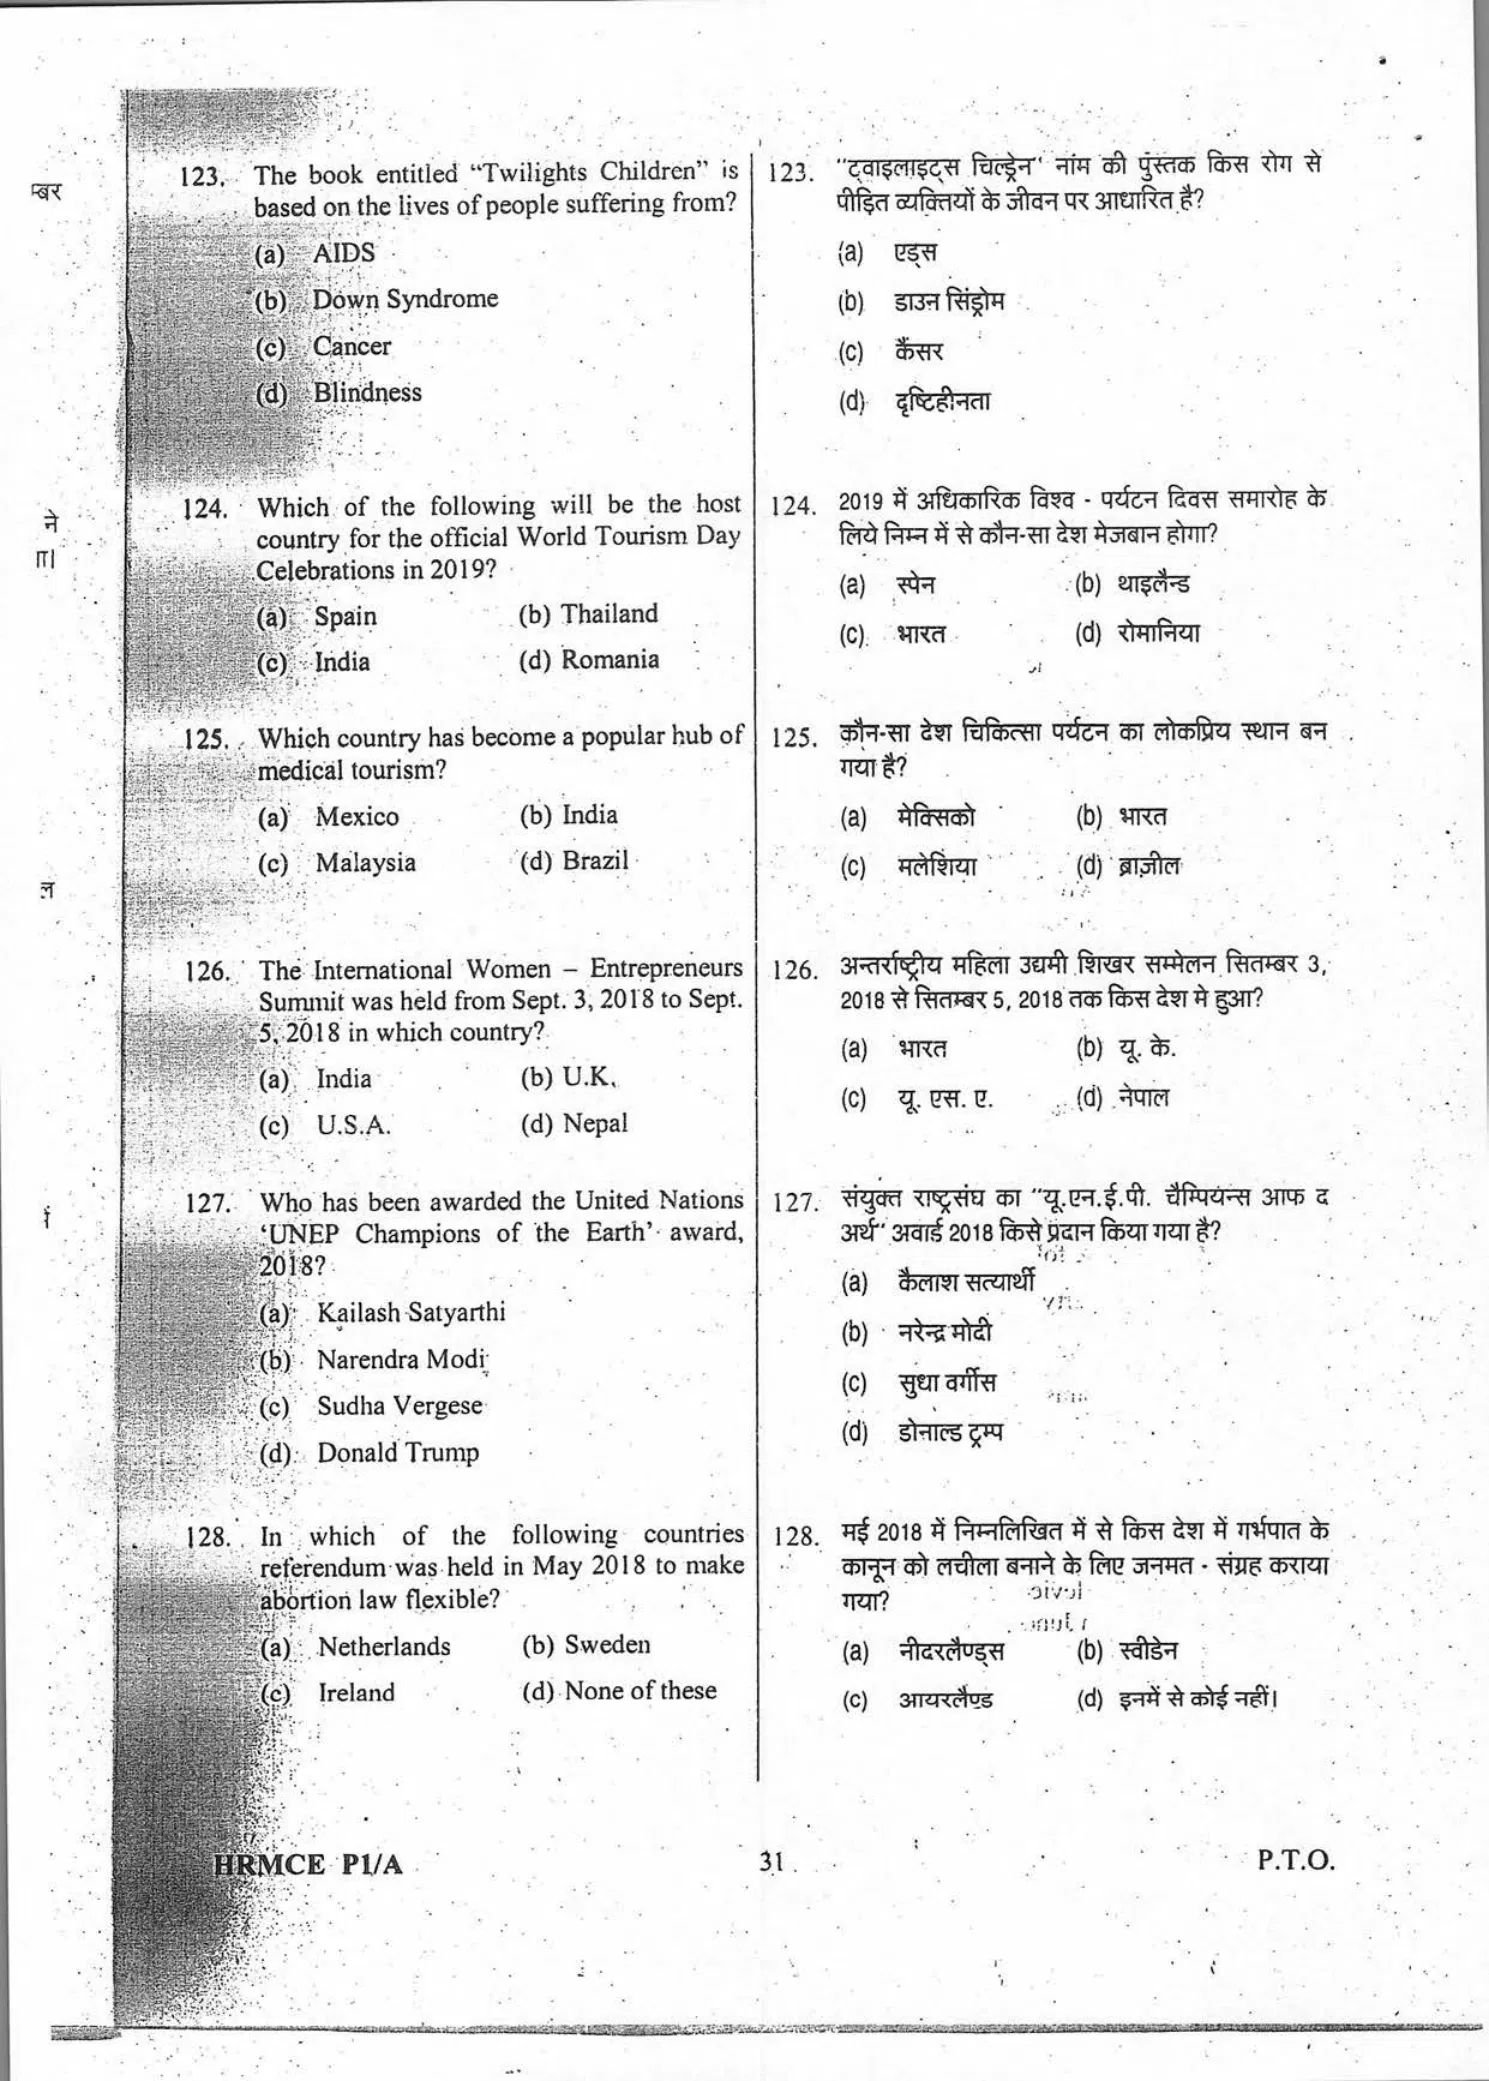 म्बर
ने
ल
123. The book entitled “Twilights Children” is
based on the lives of people suffering from?
(a) AIDS
(b) Down Syndrome
(c) Cancer
(d) Blindness
124. Which of the following will be the host
country for the official World Tourism Day
Celebrations in 2019?
(a) Spain (b) Thailand
(c) India (d) Romania
125. Which country has become a popular hub of
medical tourism?
(a) Mexico (b) India
(c) Malaysia (d) Brazil
126. The International Women – Entrepreneurs
Summit was held from Sept. 3, 2018 to Sept.
5, 2018 in which country?
(a) India (b) U.K.
(c) U.S.A. (d) Nepal
127. Who has been awarded the United Nations
‘UNEP Champions of the Earth’ award,
2018?
(a) Kailash Satyarthi
(b) Narendra Modi
(c) Sudha Vergese
(d) Donald Trump
128. In which of the following countries
referendum was held in May 2018 to make
abortion law flexible?
(a) Netherlands (b) Sweden
(c) Ireland (d) None of these
123. ‘‘ट्वाइलाइट्स चिल्ड्रेन‘‘ नांम की पुंस्तक किस रोग से
पीड़ित व्यक्तियों के जीवन पर आधारित है?
(a) एड्स
(b) डाउन सिंड्रोम
(c) कैंसर
(d) दृष्टिहीनता
124. 2019 में अधिकारिक विश्व - पर्यटन दिवस समारोह के
लिये निम्न में से कौन-सा देश मेजबान होगा?
(a) स्पेन (b) थाइलैन्ड
(c) भारत (d) रोमानिया
125. कौन-सा देश चिकित्सा पर्यटन का लोकप्रिय स्थान बन
गया है?
(a) मेक्सिको (b) भारत
(c) मलेशिया (d) ब्राज़ील
126. अन्तर्राष्ट्रीय महिला उद्यमी शिखर सम्मेलन सितम्बर 3,
2018 से सितम्बर 5, 2018 तक किस देश मे हुआ?
(a) भारत (b) यू. के.
(c) यू. एस. ए. (d) नेपाल
127. संयुक्त राष्ट्रसंघ का ‘‘यू.एन.ई.पी. चैम्पियन्स आफ द
अर्थ‘‘ अवार्ड 2018 किसे प्रदान किया गया है?
(a) कैलाश सत्यार्थी
(b) नरेन्द्र मोदी
(c) सुधा वर्गीस
(d) डोनाल्ड ट्रम्प
128. मई 2018 में निम्नलिखित में से किस देश में गर्भपात के
कानून को लचीला बनाने के लिए जनमत - संग्रह कराया
गया?
(a) नीदरलैण्ड्स (b) स्वीडेन
(c) आयरलैण्ड (d) इनमें से कोई नहीं।
HRMCE P1/A 31 P.T.O.